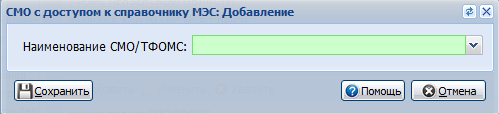 СМО с доступом к справочнику МЭС: Добавление
Наименование СМО/ТФОМС:
Сохранить Помощь Отмена